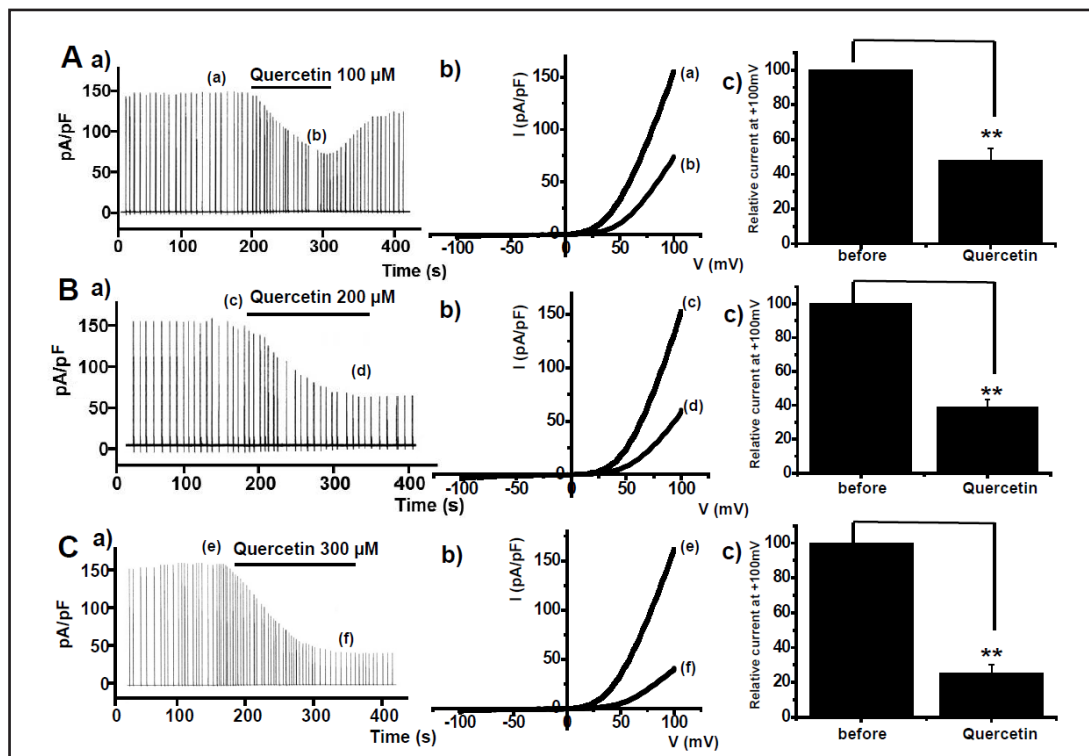 A a)
(a)
Quercetin 100 µM
(b)
pA/pF
150
100
50
0
0 100 200 300 400
Time (s)
b)
I (pA/pF)
150
100
50
0
-100 -50 0 50 100
V (mV)
(a)
(b)
c)
Relative current at +100mV
100
80
60
40
20
0
**
before Quercetin
B a)
(c)
Quercetin 200 µM
(d)
pA/pF
150
100
50
0
0 100 200 300 400
Time (s)
b)
I (pA/pF)
150
100
50
0
-100 -50 0 50 100
V (mV)
(c)
(d)
c)
Relative current at +100mV
100
80
60
40
20
0
**
before Quercetin
C a)
(e)
Quercetin 300 µM
(f)
pA/pF
150
100
50
0
0 100 200 300 400
Time (s)
b)
I (pA/pF)
150
100
50
0
-100 -50 0 50 100
V (mV)
(e)
(f)
c)
Relative current at +100mV
100
80
60
40
20
0
**
before Quercetin